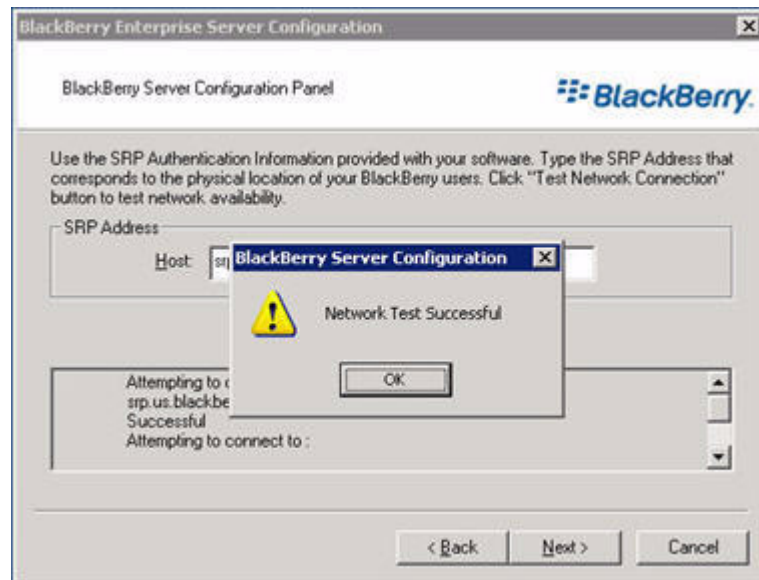 BlackBerry Enterprise Server Configuration
BlackBerry Server Configuration Panel
BlackBerry.
Use the SRP Authentication Information provided with your software. Type the SRP Address that
corresponds to the physical location of your BlackBerry users. Click "Test Network Connection"
button to test network availability.
SRP Address
Host:
BlackBerry Server Configuration
Network Test Successful
OK
Attempting to
srp.us.blackbe
Successful
Attempting to connect to :
< Back
Next >
Cancel